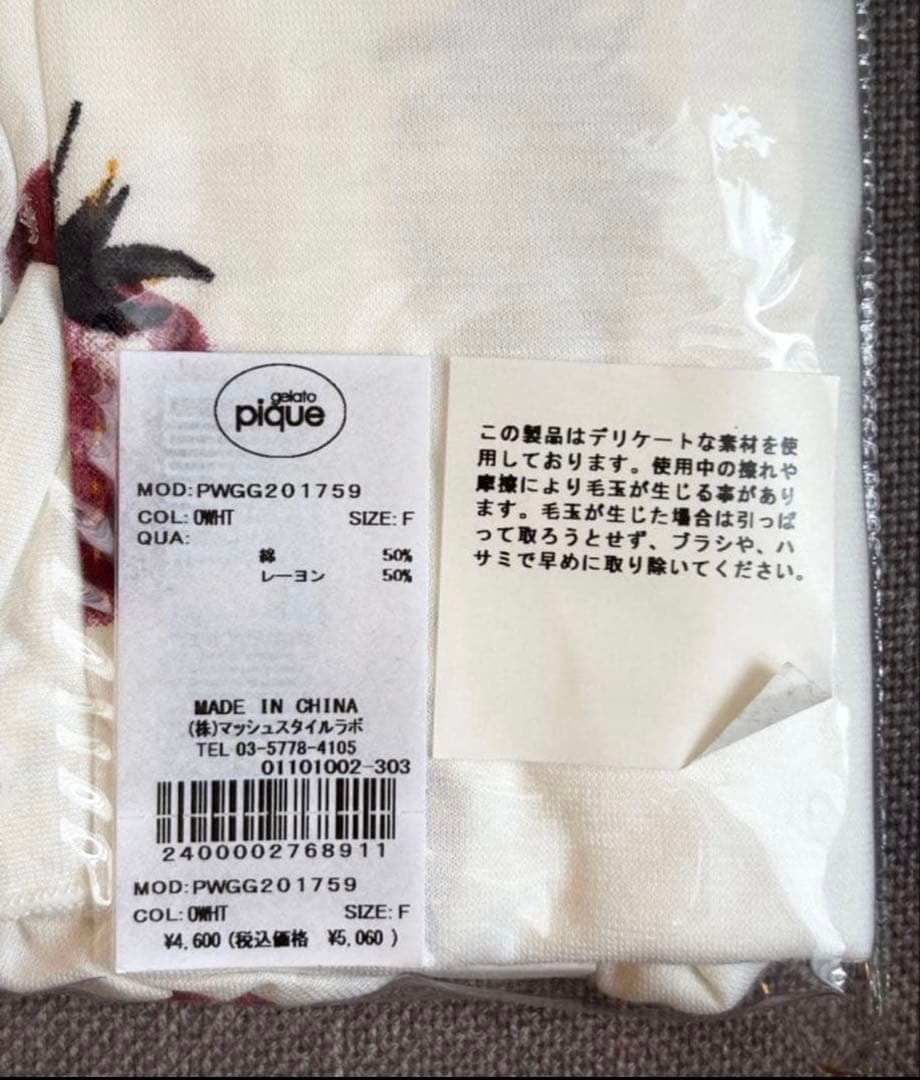 gelato
pique
MOD:PWGG201759
COL:OWHT SIZE:F
QUA:
綿 50%
レーヨン 50%
MADE IN CHINA
(株)マッシュスタイルラボ
TEL 03-5778-4105
01101002-303
2400002768911
MOD:PWGG201759
COL:OWHT SIZE:F
¥4,600(税込価格 ¥5,060)
この製品はデリケートな素材を使
用しております。使用中の擦れや
摩擦により毛玉が生じる事があり
ます。毛玉が生じた場合は引っぱ
って取ろうとせず、ブラシや、ハ
サミで早めに取り除いてください。